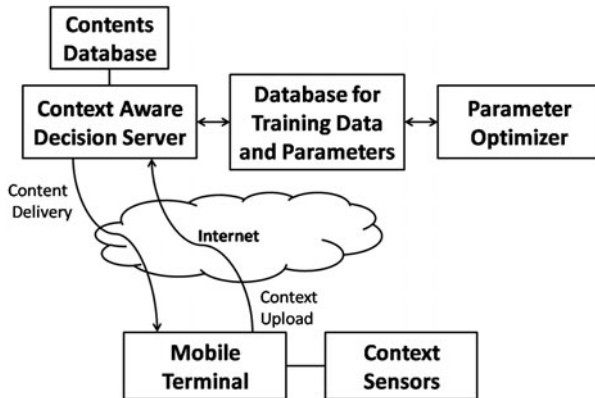 Contents
Database
Context Aware
Decision Server
Database for
Training Data
and Parameters
Parameter
Optimizer
Content
Delivery
Internet
Context
Upload
Mobile
Terminal
Context
Sensors